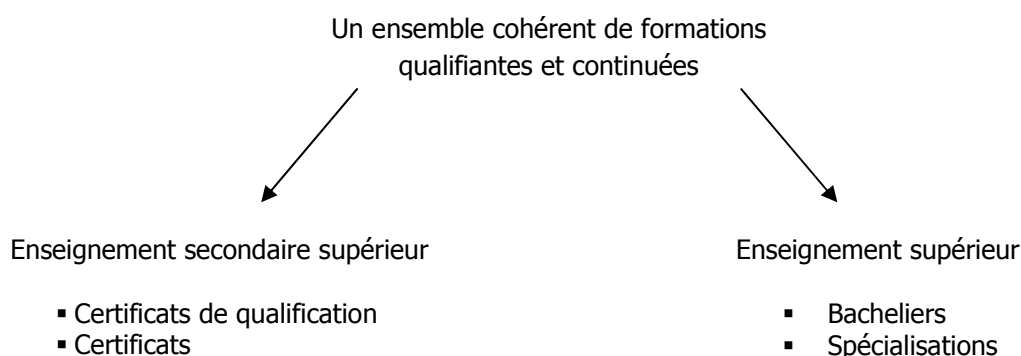 Un ensemble cohérent de formations
qualifiantes et continuées
Enseignement secondaire supérieur
▪ Certificats de qualification
▪ Certificats
Enseignement supérieur
▪ Bacheliers
▪ Spécialisations